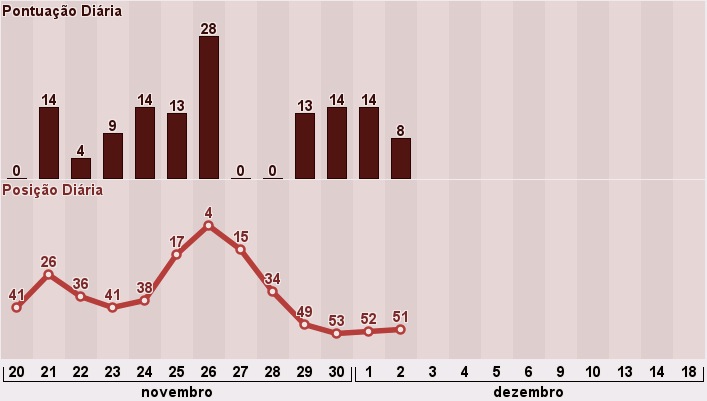 Pontuação Diária
0 14 4 9 14 13 28 0 0 13 14 14 8
Posição Diária
41 26 36 41 38 17 4 15 34 49 53 52 51
20 21 22 23 24 25 26 27 28 29 30 1 2 3 4 5 6 9 10 13 14 18
novembro dezembro